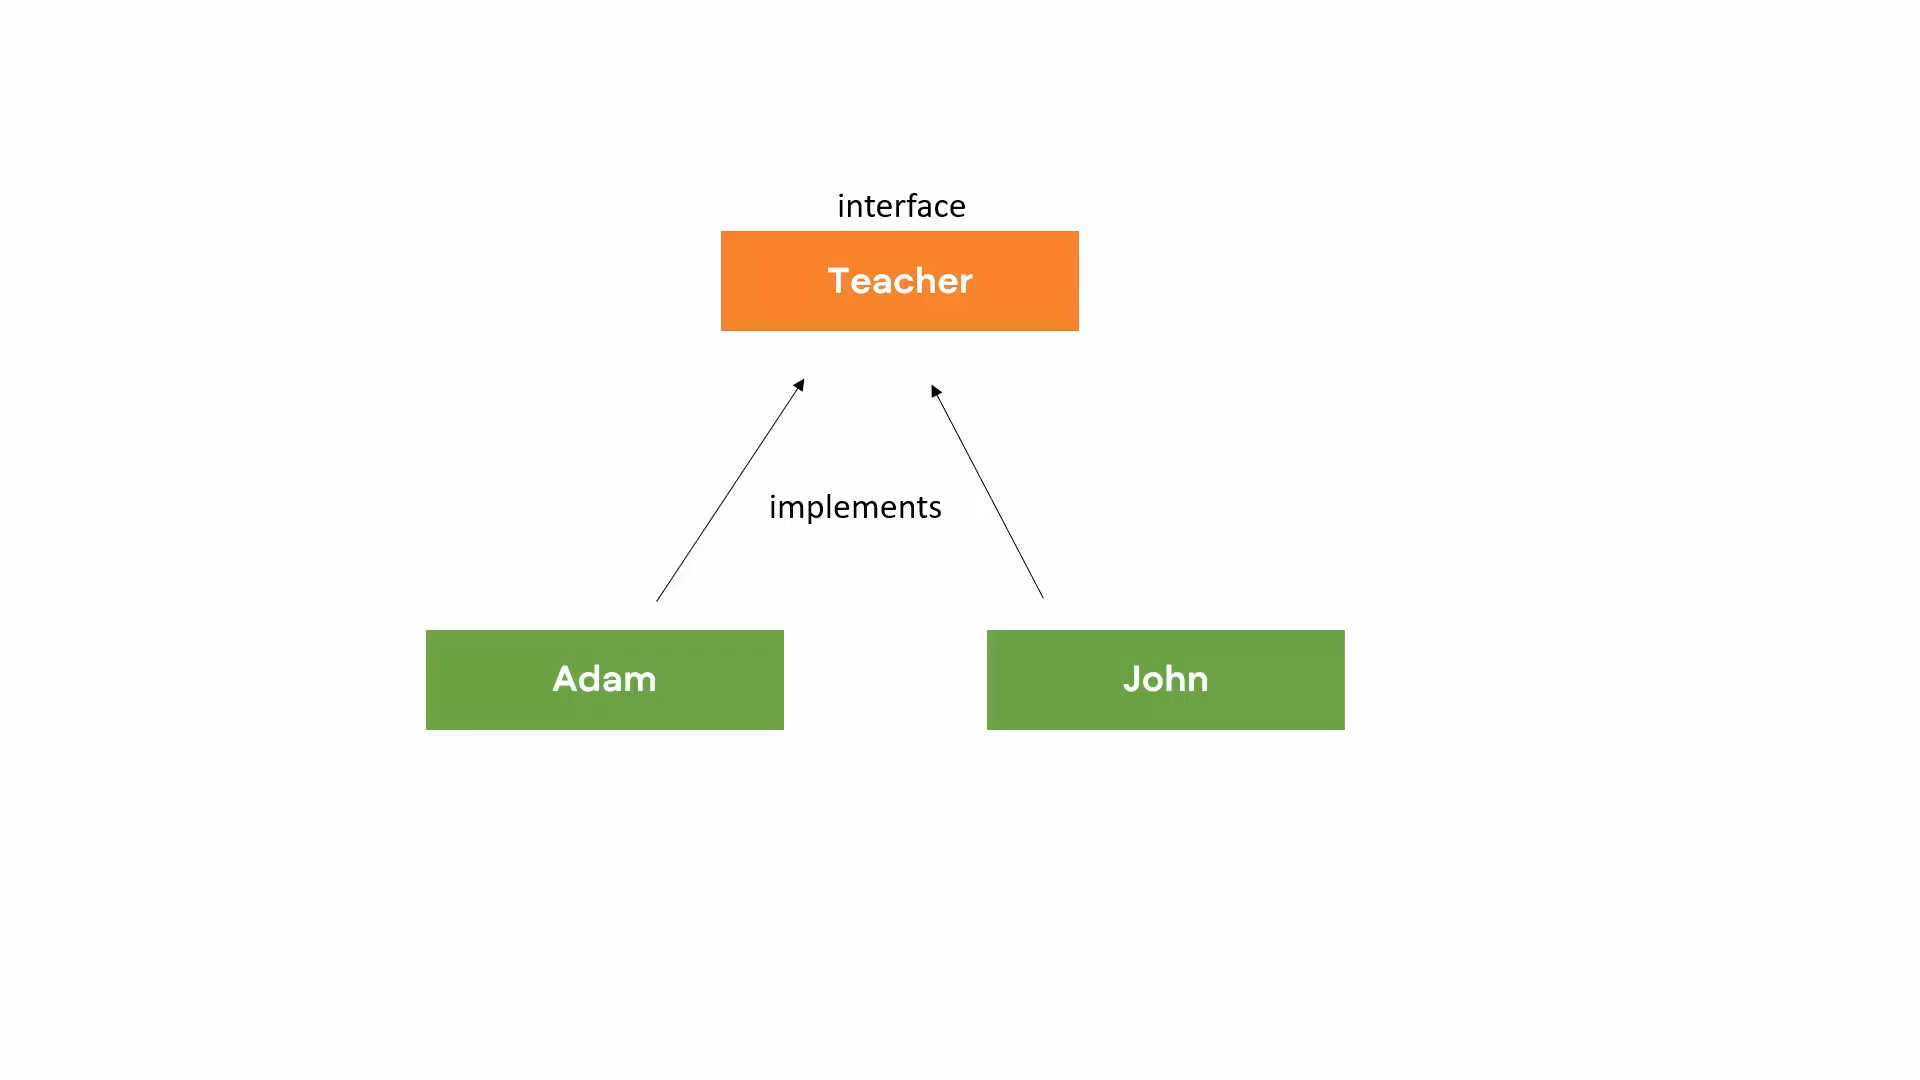 interface
Teacher
implements
Adam
John